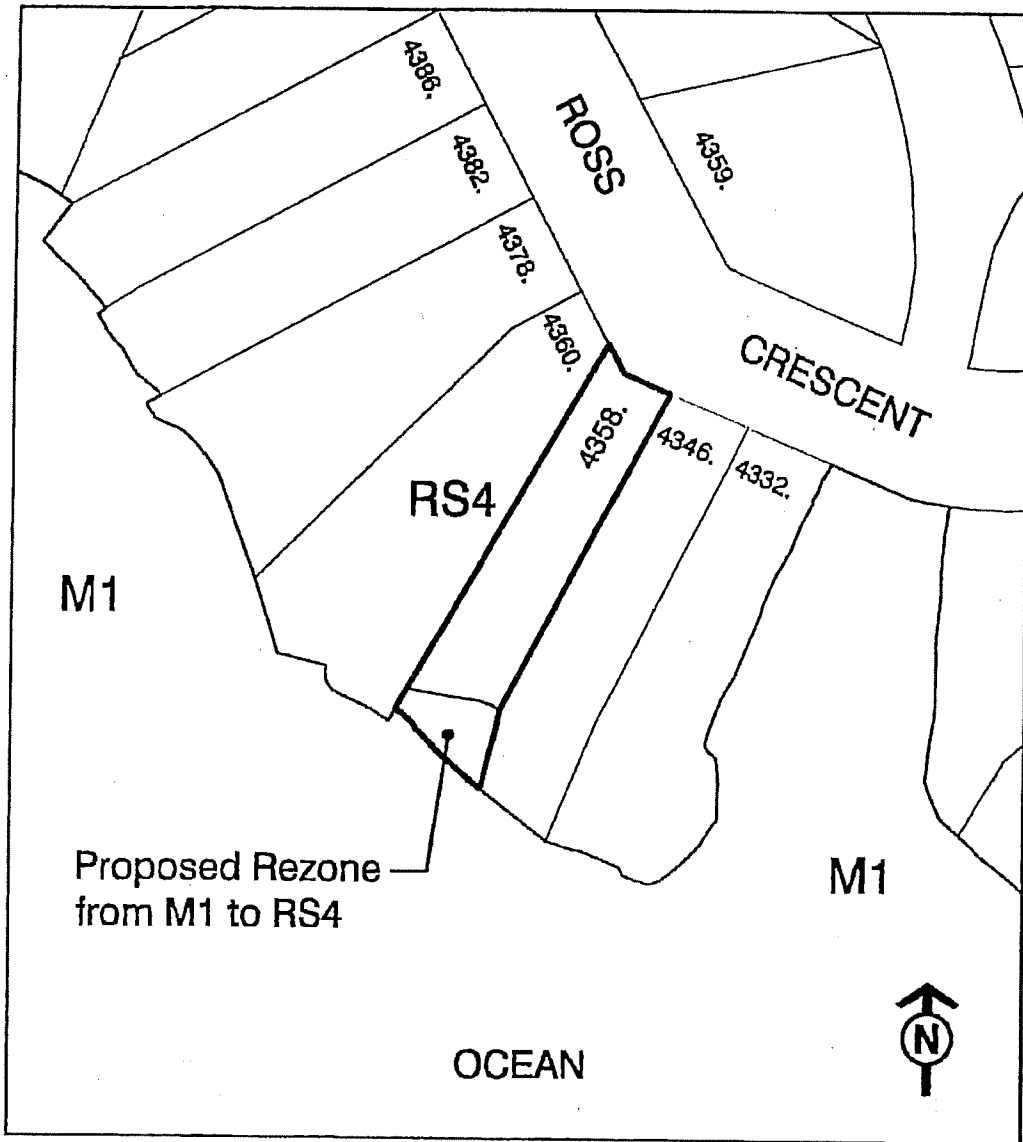 4386.
4382.
4378.
4360.
4358.
4346.
4332.
4359.
ROSS
CRESCENT
RS4
M1
Proposed Rezone
from M1 to RS4
M1
OCEAN
N